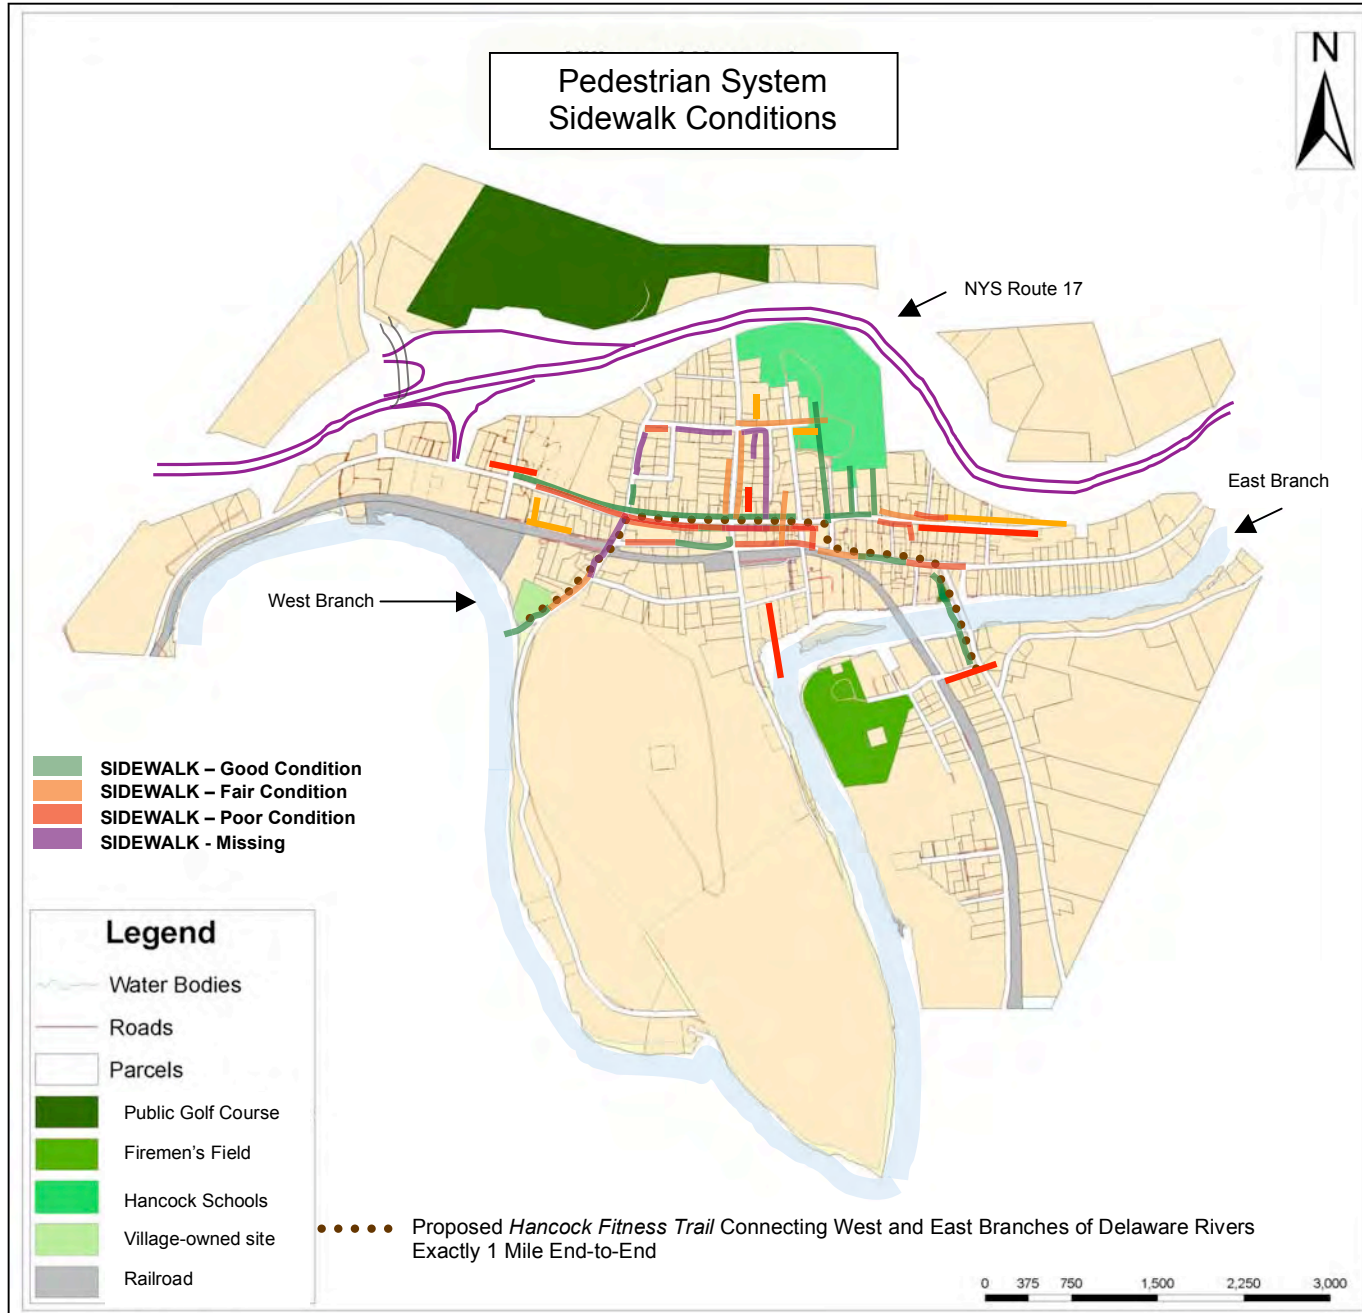 Pedestrian System
Sidewalk Conditions
N
NYS Route 17
East Branch
West Branch
SIDEWALK – Good Condition
SIDEWALK – Fair Condition
SIDEWALK – Poor Condition
SIDEWALK - Missing
Legend
Water Bodies
Roads
Parcels
Public Golf Course
Firemen's Field
Hancock Schools
Village-owned site
Railroad
Proposed Hancock Fitness Trail Connecting West and East Branches of Delaware Rivers
Exactly 1 Mile End-to-End
0 375 750 1,500 2,250 3,000